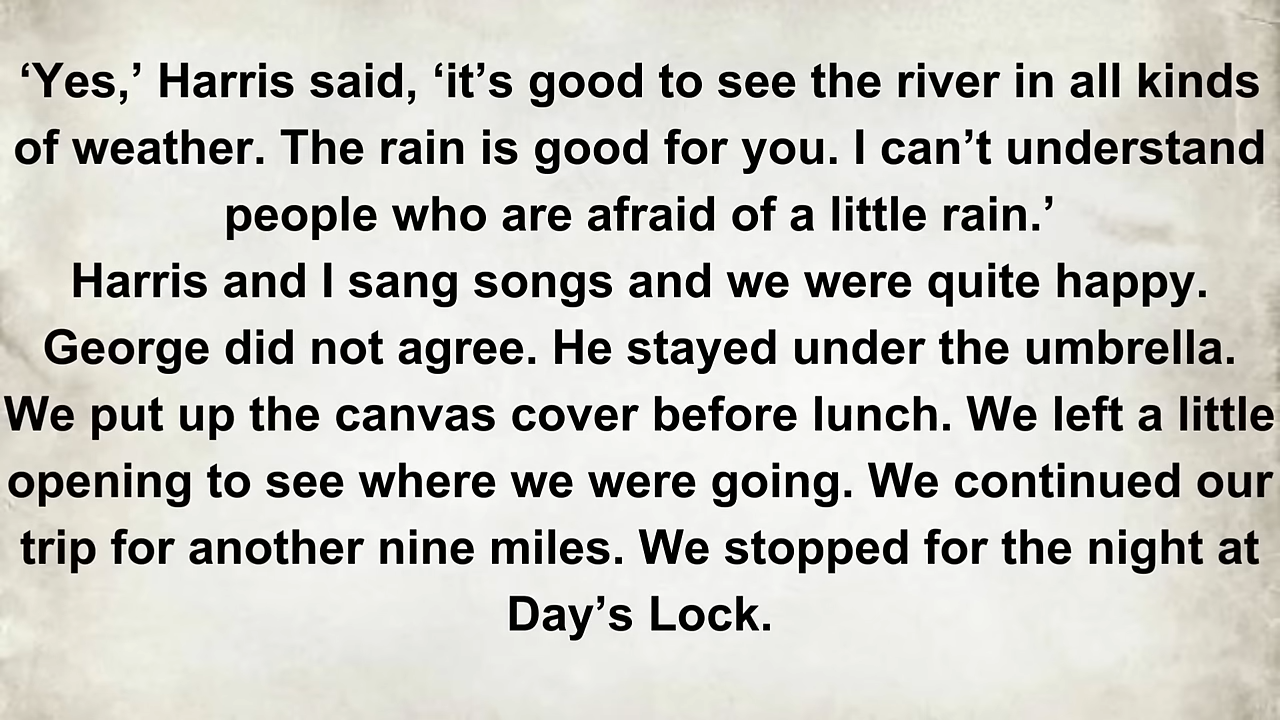 ‘Yes,’ Harris said, ‘it’s good to see the river in all kinds
of weather. The rain is good for you. I can’t understand
people who are afraid of a little rain.’
Harris and I sang songs and we were quite happy.
George did not agree. He stayed under the umbrella.
We put up the canvas cover before lunch. We left a little
opening to see where we were going. We continued our
trip for another nine miles. We stopped for the night at
Day’s Lock.